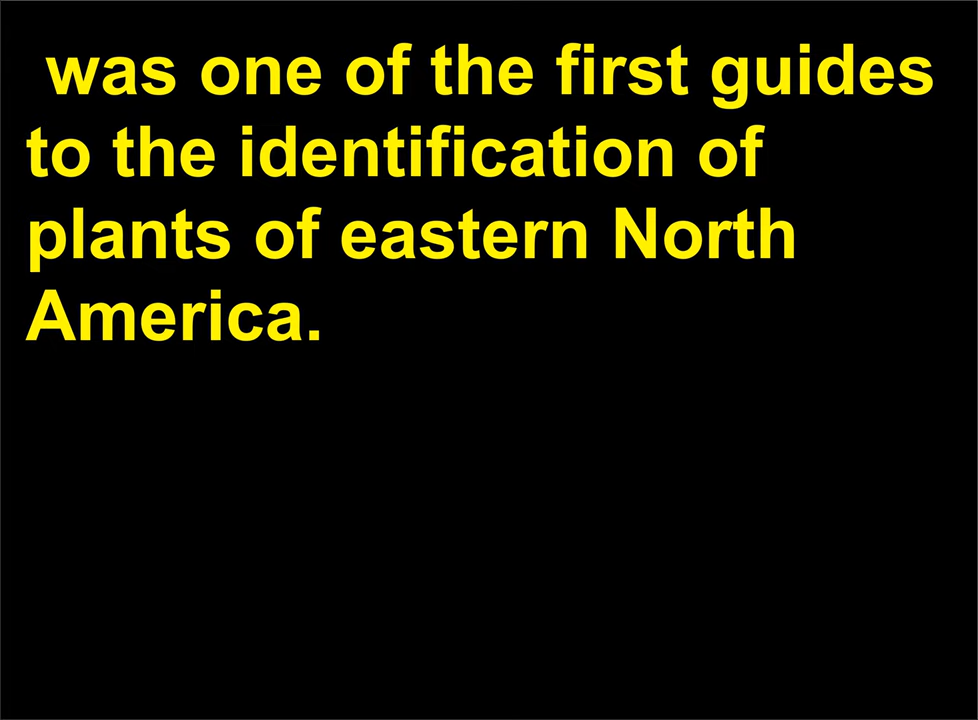 was one of the first guides
to the identification of
plants of eastern North
America.